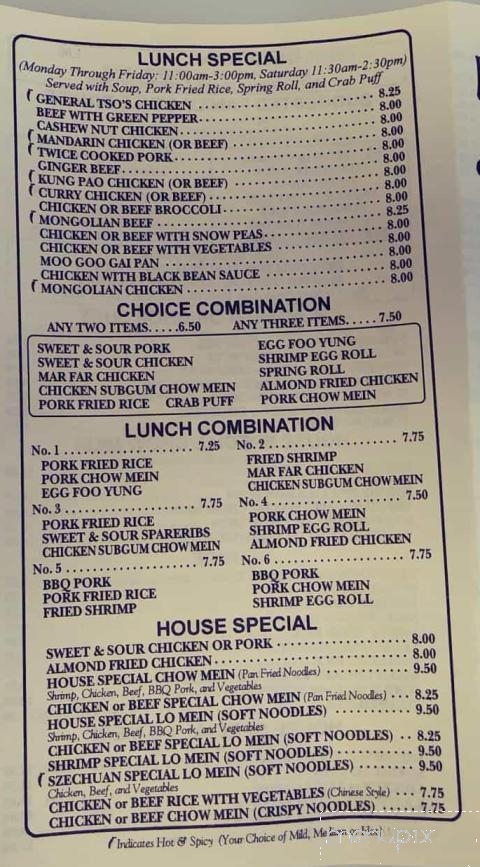 LUNCH SPECIAL
(Monday Through Friday: 11:00am-3:00pm, Saturday 11:30am-2:30pm)
Served with Soup, Pork Fried Rice, Spring Roll, and Crab Puff
GENERAL TSO'S CHICKEN 8.25
BEEF WITH GREEN PEPPER 8.00
CASHEW NUT CHICKEN 8.00
MANDARIN CHICKEN (OR BEEF) 8.00
TWICE COOKED PORK 8.00
GINGER BEEF 8.00
KUNG PAO CHICKEN (OR BEEF) 8.00
CURRY CHICKEN (OR BEEF) 8.00
CHICKEN OR BEEF BROCCOLI 8.00
MONGOLIAN BEEF 8.25
CHICKEN OR BEEF WITH SNOW PEAS 8.00
CHICKEN OR BEEF WITH VEGETABLES 8.00
MOO GOO GAI PAN 8.00
CHICKEN WITH BLACK BEAN SAUCE 8.00
MONGOLIAN CHICKEN 8.00
CHOICE COMBINATION
ANY TWO ITEMS.....6.50 ANY THREE ITEMS.....7.50
SWEET & SOUR PORK
SWEET & SOUR CHICKEN
MAR FAR CHICKEN
CHICKEN SUBGUM CHOW MEIN
PORK FRIED RICE CRAB PUFF
EGG FOO YUNG
SHRIMP EGG ROLL
SPRING ROLL
ALMOND FRIED CHICKEN
PORK CHOW MEIN
LUNCH COMBINATION
No. 1 7.25
PORK FRIED RICE
PORK CHOW MEIN
EGG FOO YUNG
No. 2 7.75
FRIED SHRIMP
MAR FAR CHICKEN
CHICKEN SUBGUM CHOW MEIN
No. 3 7.75
PORK FRIED RICE
SWEET & SOUR SPARERIBS
CHICKEN SUBGUM CHOW MEIN
No. 4 7.50
PORK CHOW MEIN
SHRIMP EGG ROLL
ALMOND FRIED CHICKEN
No. 5 7.75
BBQ PORK
PORK FRIED RICE
FRIED SHRIMP
No. 6 7.75
BBQ PORK
PORK CHOW MEIN
SHRIMP EGG ROLL
HOUSE SPECIAL
SWEET & SOUR CHICKEN OR PORK 8.00
ALMOND FRIED CHICKEN 8.00
HOUSE SPECIAL CHOW MEIN (Pan Fried Noodles) 9.50
Shrimp, Chicken, Beef, BBQ Pork, and Vegetables
CHICKEN or BEEF SPECIAL CHOW MEIN (Pan Fried Noodles) 8.25
HOUSE SPECIAL LO MEIN (SOFT NOODLES) 9.50
Shrimp, Chicken, Beef, BBQ Pork, and Vegetables
CHICKEN or BEEF SPECIAL LO MEIN (SOFT NOODLES) 8.25
SHRIMP SPECIAL LO MEIN (SOFT NOODLES) 9.50
SZECHUAN SPECIAL LO MEIN (SOFT NOODLES) 9.50
Chicken, Beef, and Vegetables
CHICKEN or BEEF RICE WITH VEGETABLES (Chinese Style) 7.75
CHICKEN or BEEF CHOW MEIN (CRISPY NOODLES) 7.75
Indicates Hot & Spicy (Your Choice of Mild,